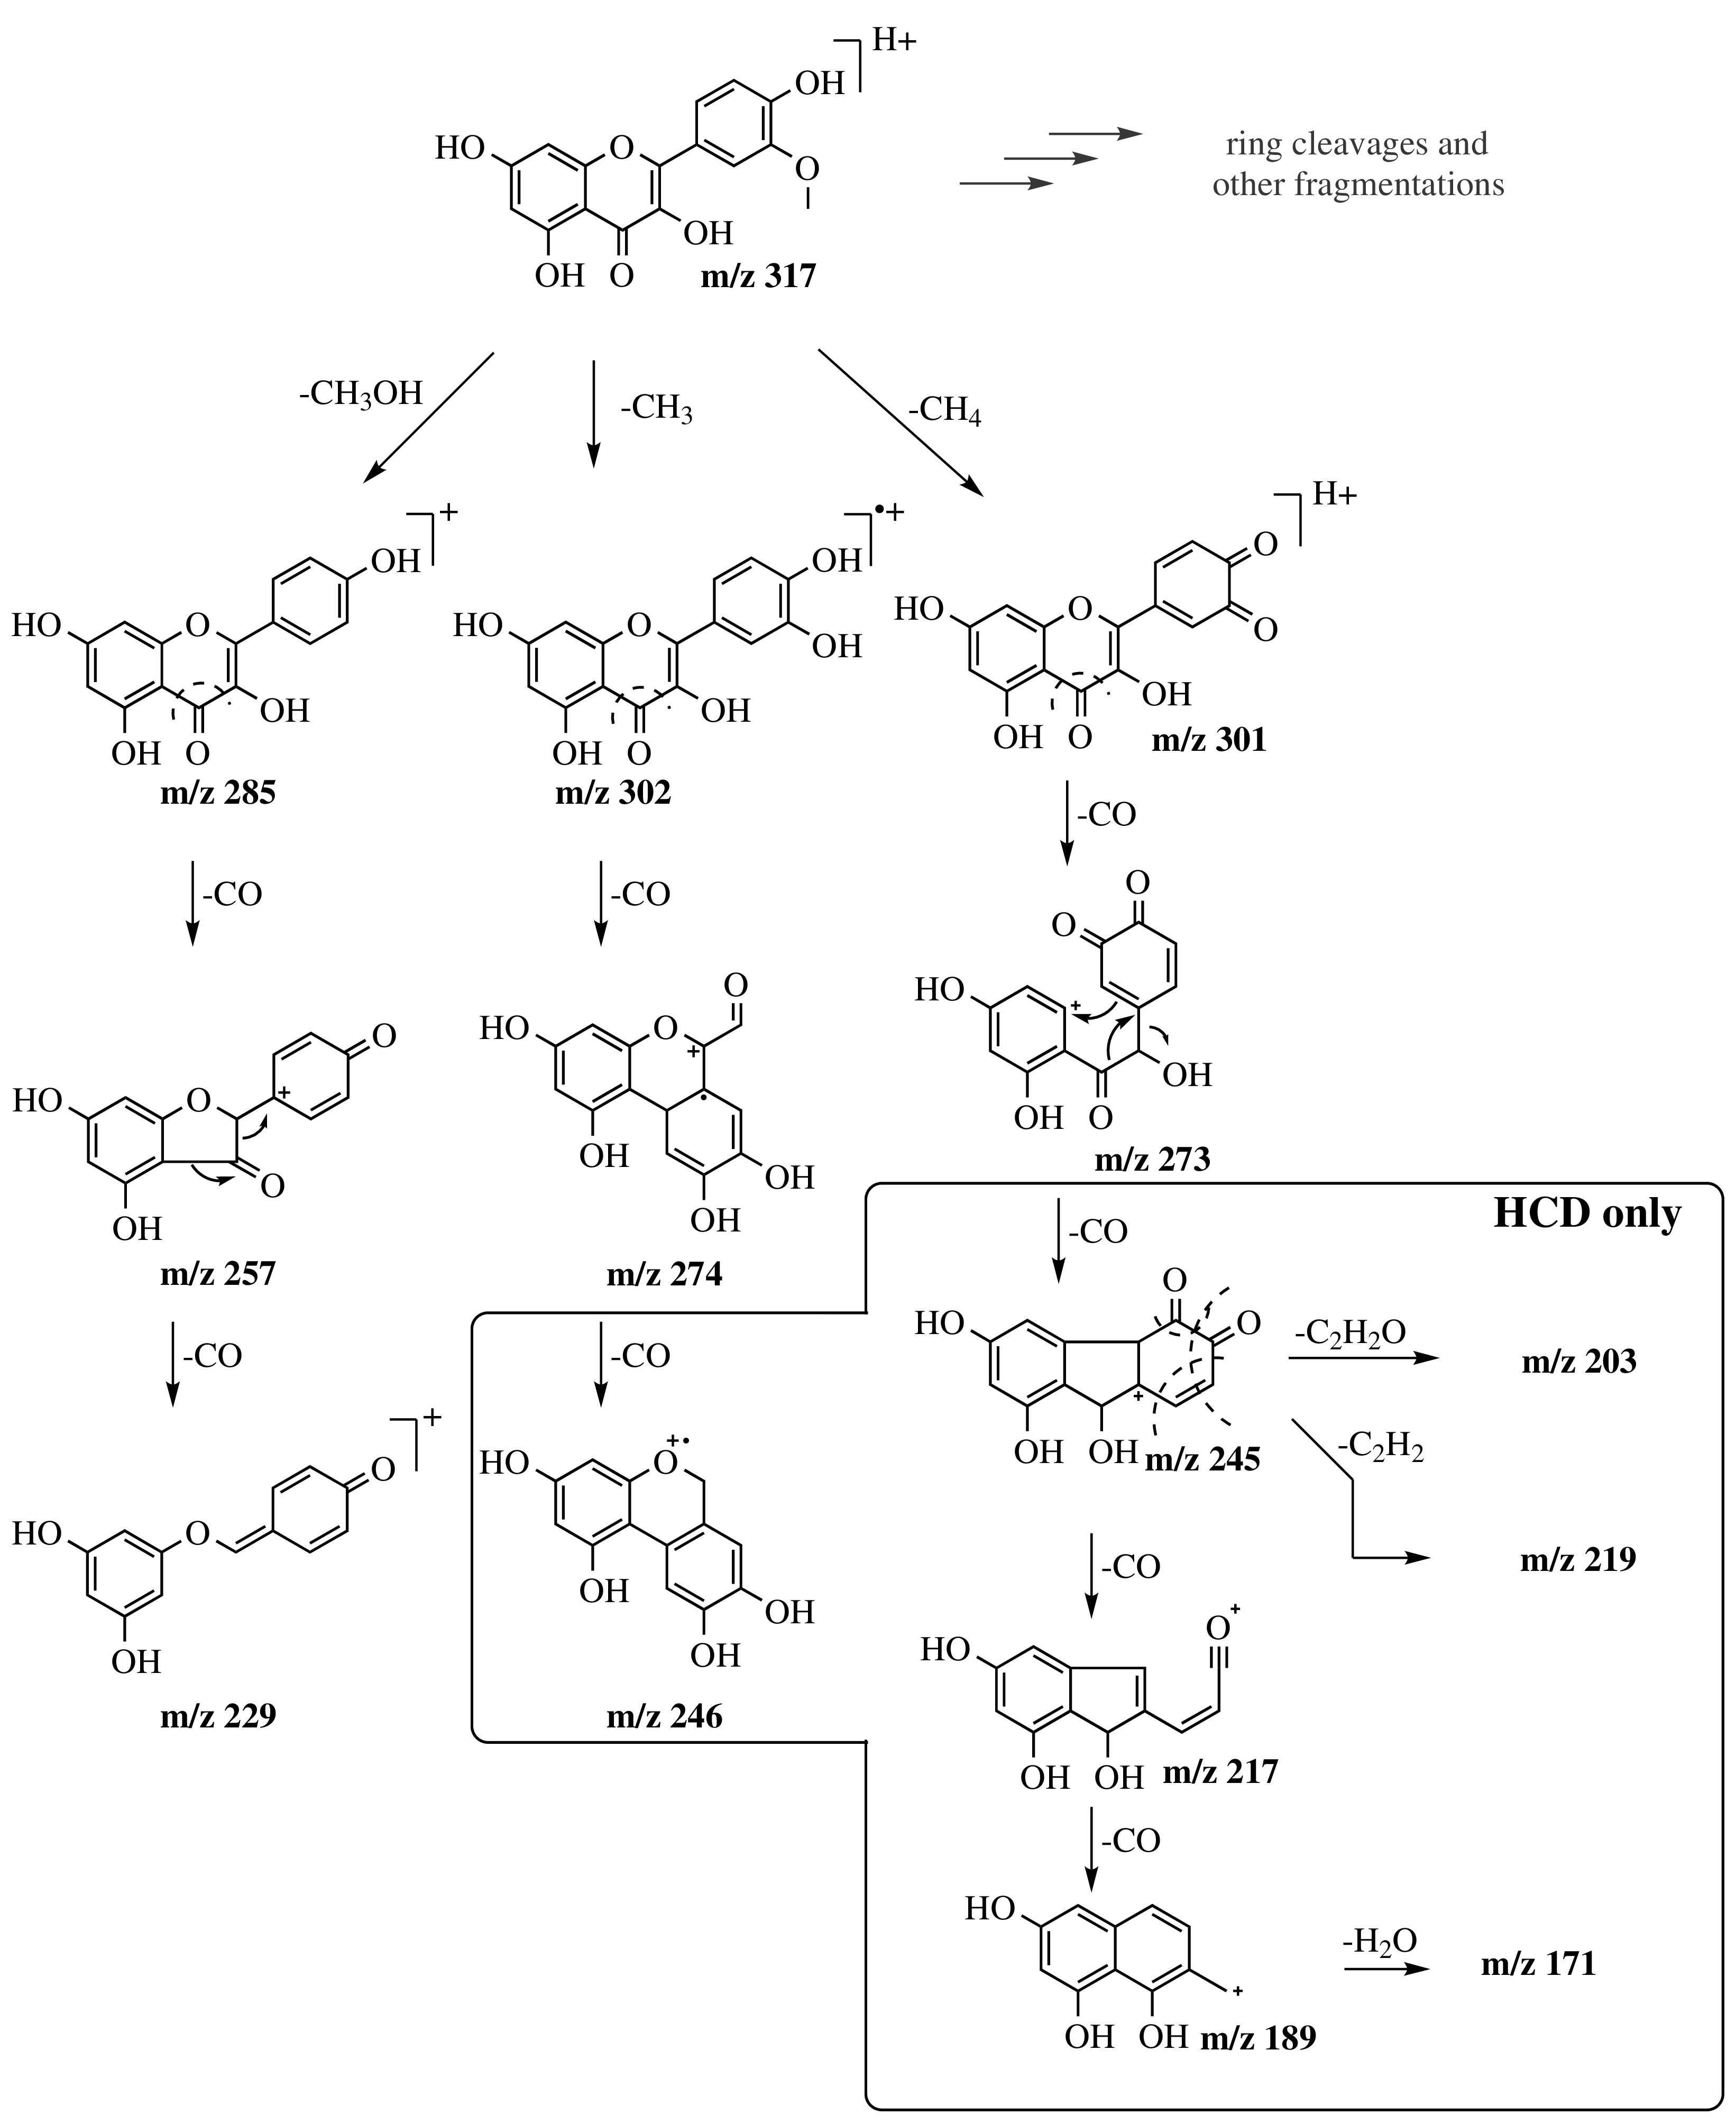 H+
OH
HO
O
O
OH
OH
O
m/z 317
ring cleavages and
other fragmentations
-CH3OH
-CH3
-CH4
+
OH
HO
O
OH
OH
O
m/z 285
•+
OH
HO
O
OH
OH
OH
O
m/z 302
H+
O
HO
O
O
OH
OH
O
m/z 301
-CO
-CO
-CO
O
HO
O
+
O
OH
m/z 257
O
HO
O
+
•
OH
OH
OH
m/z 274
O
O
HO
+
OH
OH
O
m/z 273
HCD only
-CO
-CO
-CO
+
O
HO
O
OH
m/z 229
+•
HO
O
OH
OH
OH
m/z 246
O
HO
O
+
OH
OH
m/z 245
-C2H2O
m/z 203
-C2H2
m/z 219
-CO
+
O
HO
OH
OH
m/z 217
-CO
HO
+
OH
OH
m/z 189
-H2O
m/z 171